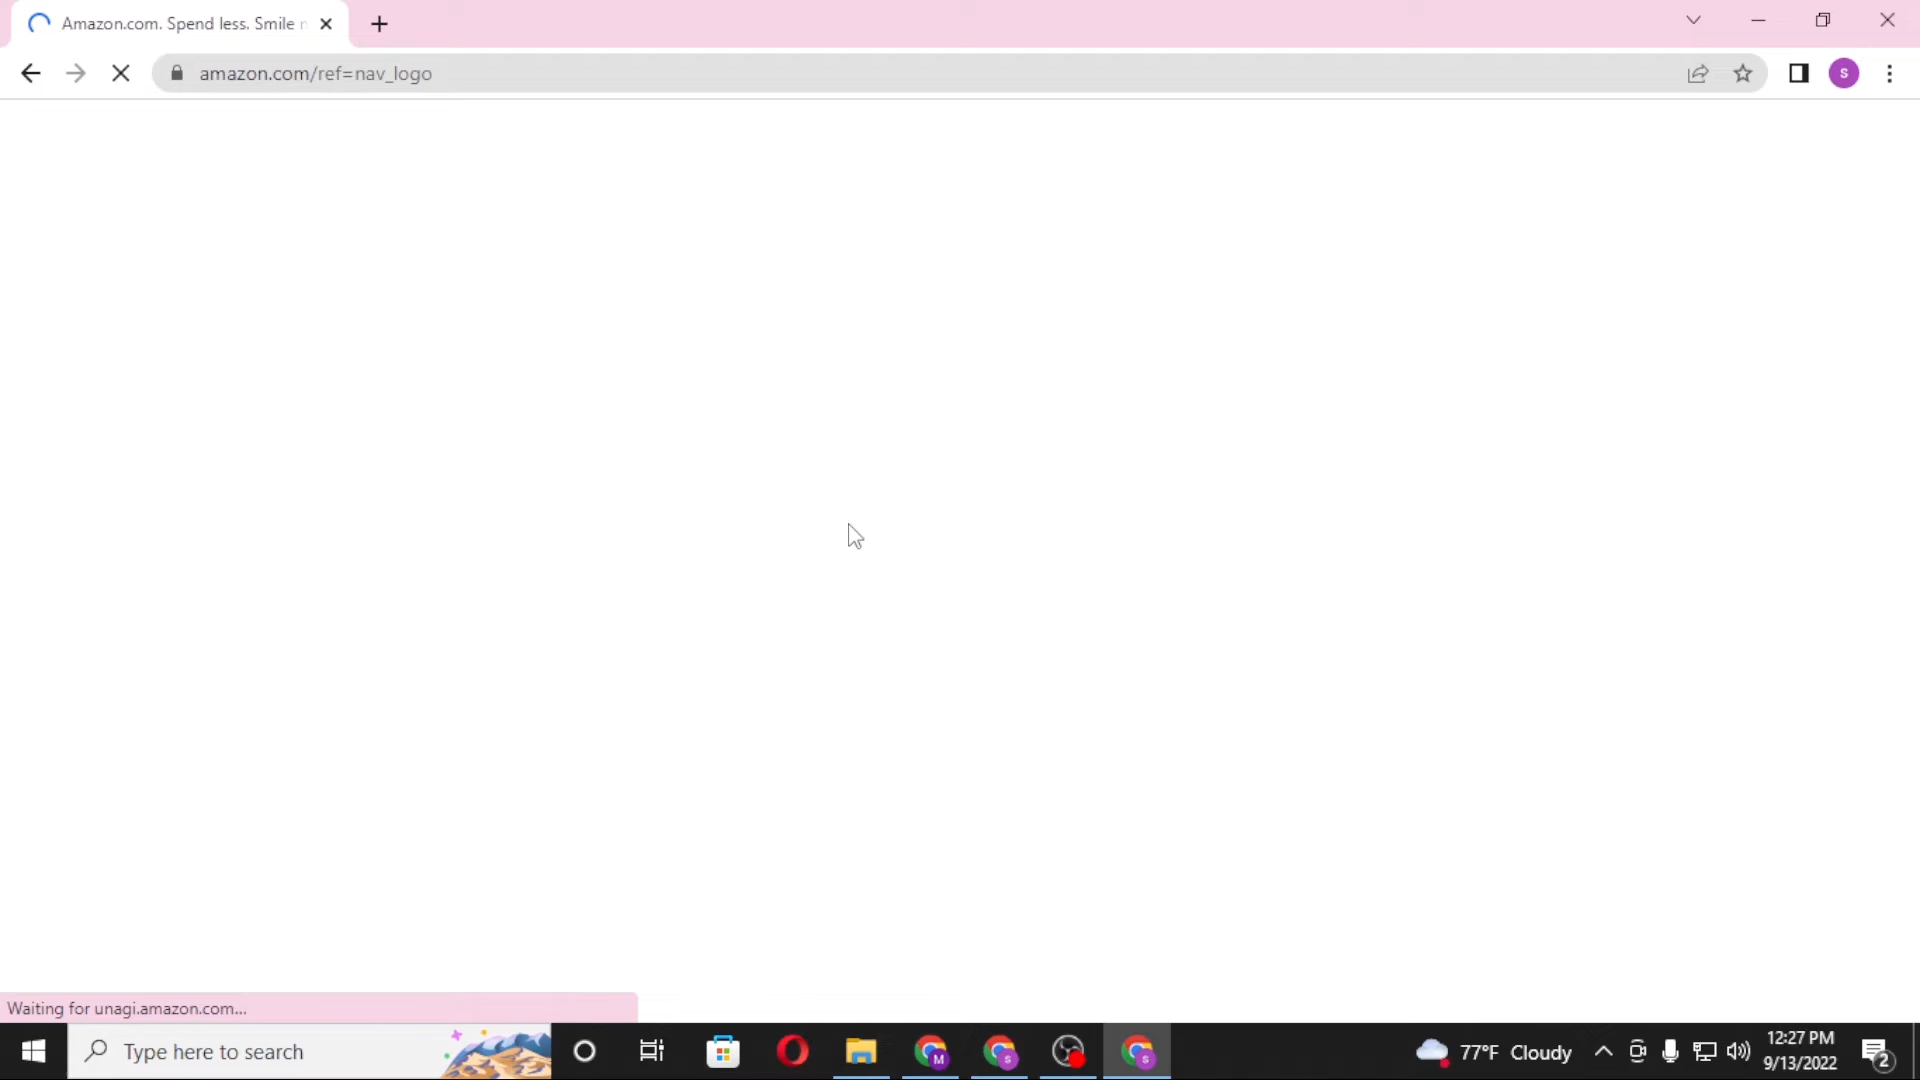 Amazon.com. Spend less. Smile
amazon.com/ref=nav_logo
S
Waiting for unagi.amazon.com...
Type here to search
M
S
S
77°F Cloudy
12:27 PM
9/13/2022
2